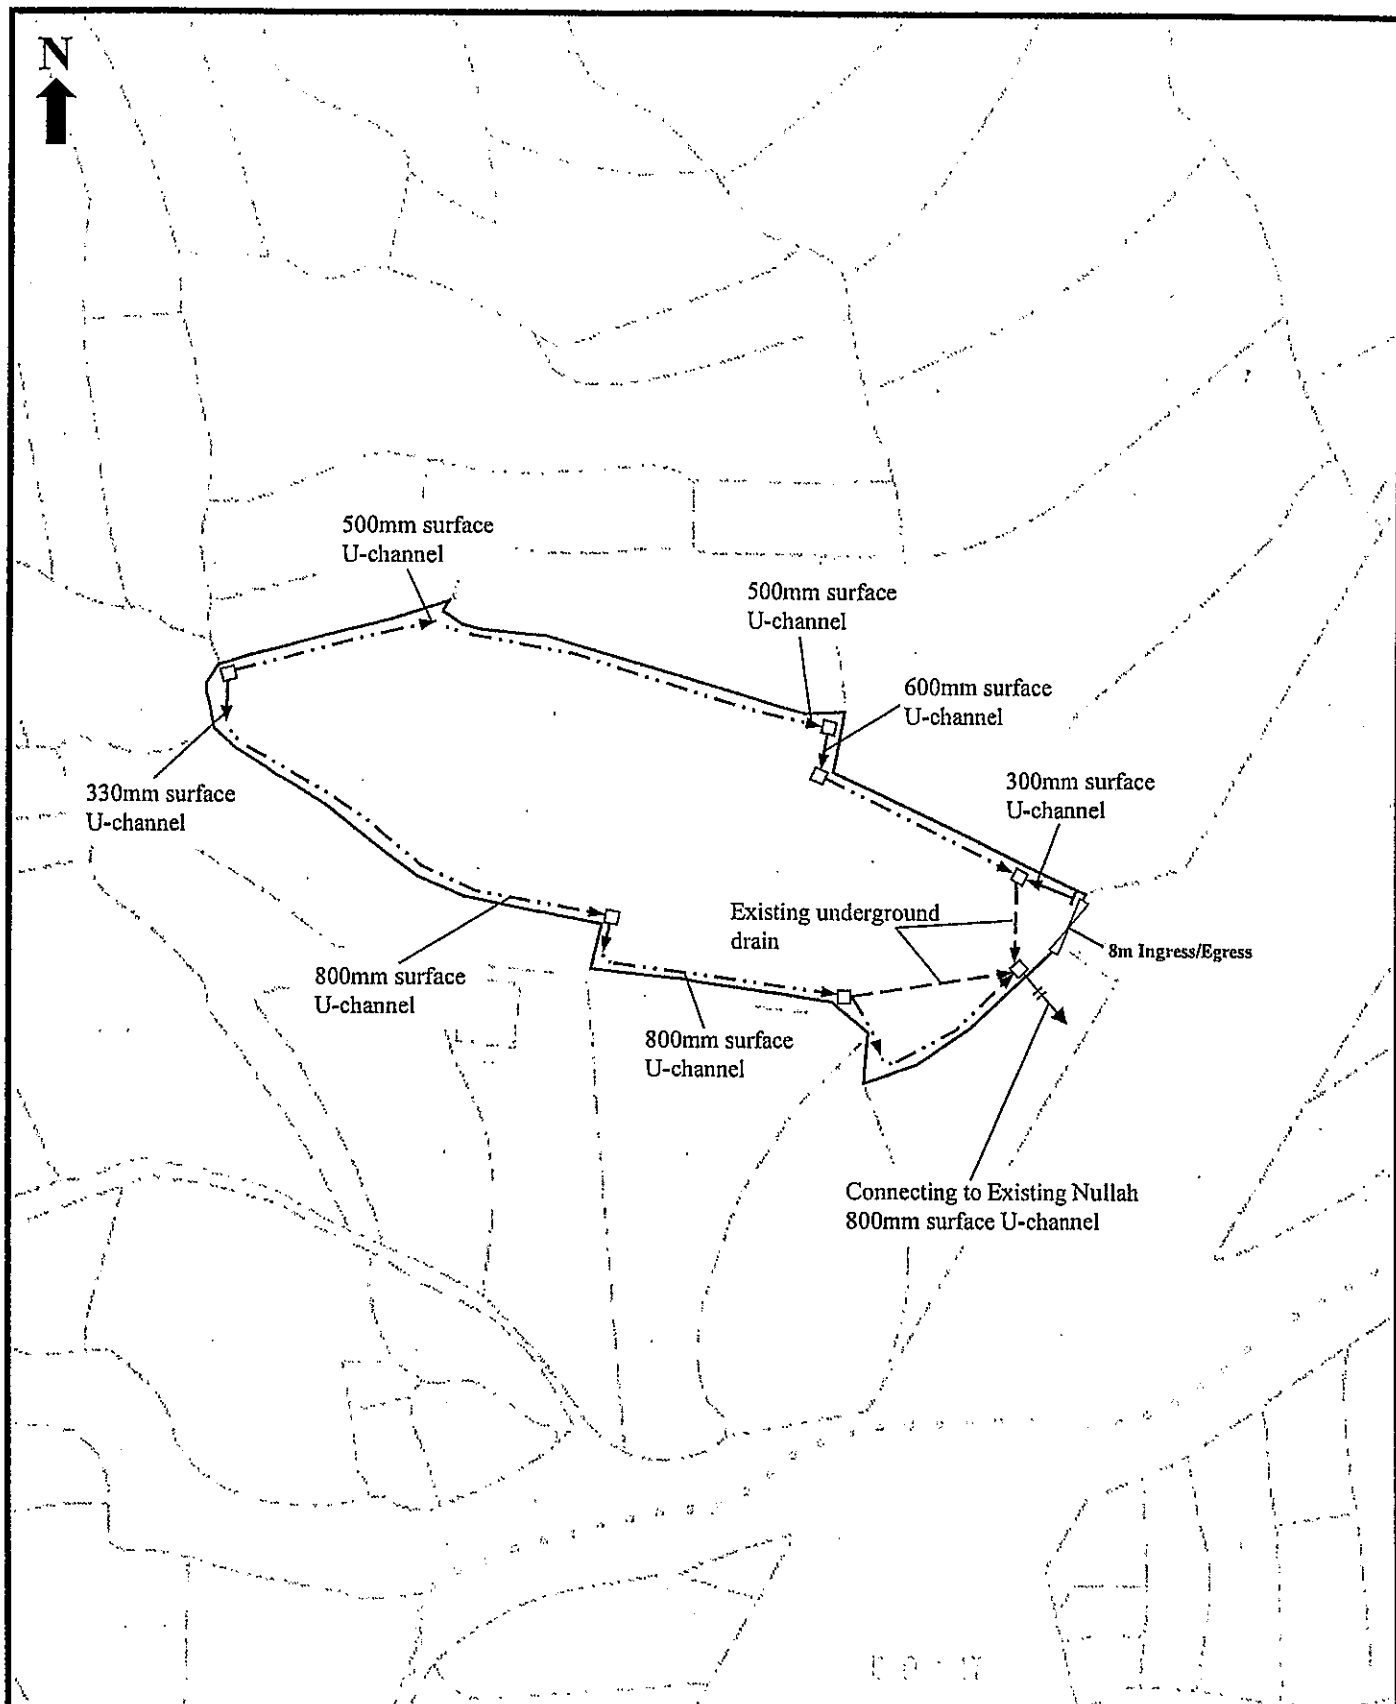 N
500mm surface
U-channel
500mm surface
U-channel
600mm surface
U-channel
330mm surface
U-channel
300mm surface
U-channel
Existing underground
drain
8m Ingress/Egress
800mm surface
U-channel
800mm surface
U-channel
Connecting to Existing Nullah
800mm surface U-channel